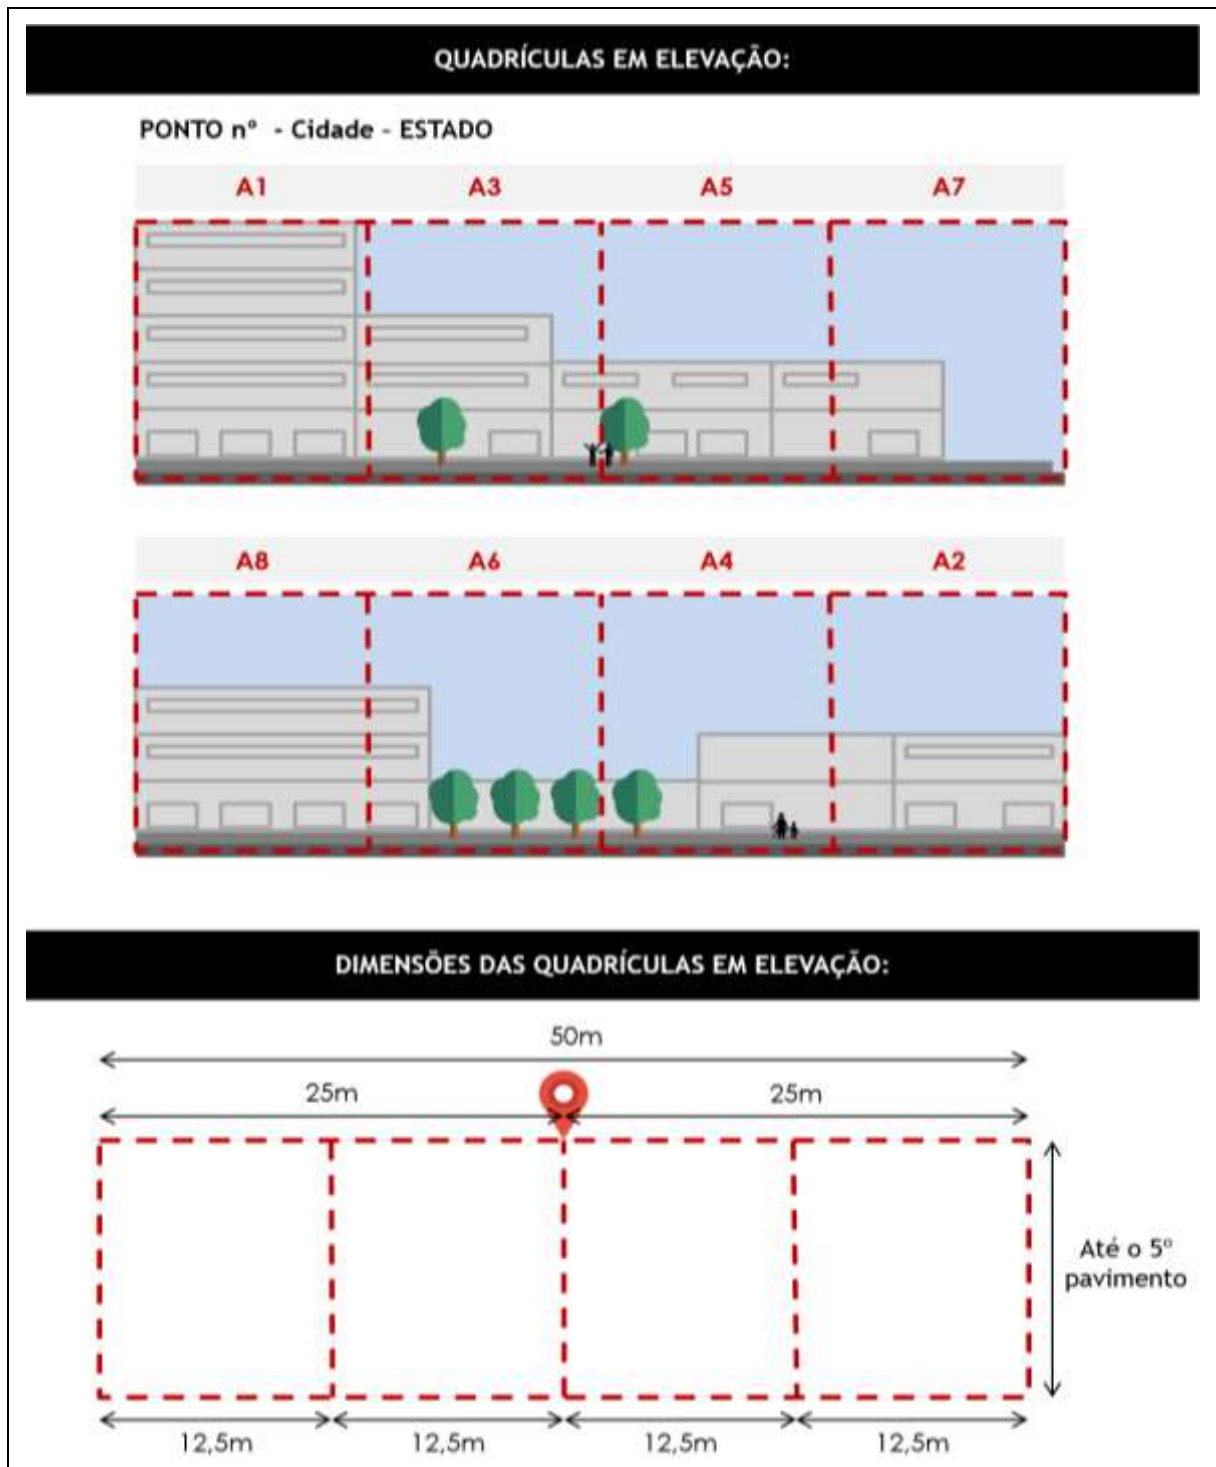 QUADRÍCULAS EM ELEVAÇÃO:
PONTO nº - Cidade - ESTADO
A1 A3 A5 A7
A8 A6 A4 A2
DIMENSÕES DAS QUADRÍCULAS EM ELEVAÇÃO:
50m
25m 25m
Até o 5º
pavimento
12,5m 12,5m 12,5m 12,5m